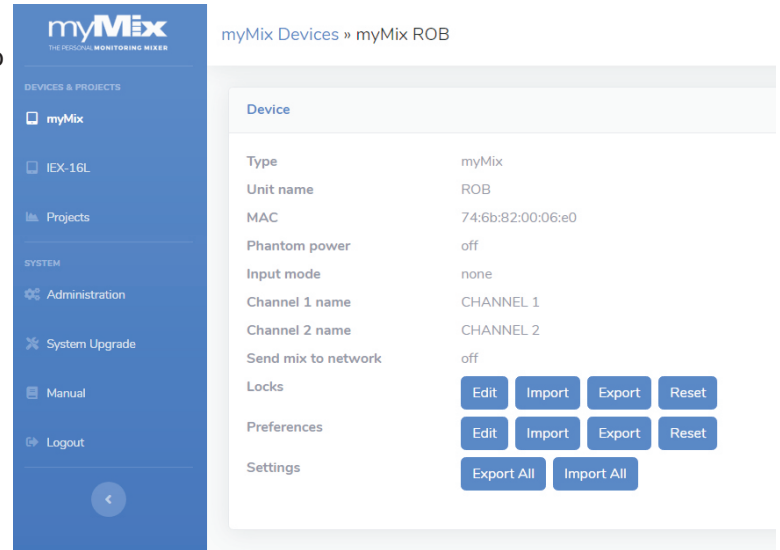 myMix
THE PERSONAL MONITORING MIXER
DEVICES & PROJECTS
myMix
IEX-16L
Projects
SYSTEM
Administration
System Upgrade
Manual
Logout
myMix Devices » myMix ROB
Device
Type myMix
Unit name ROB
MAC 74:6b:82:00:06:e0
Phantom power off
Input mode none
Channel 1 name CHANNEL 1
Channel 2 name CHANNEL 2
Send mix to network off
Locks Edit Import Export Reset
Preferences Edit Import Export Reset
Settings Export All Import All